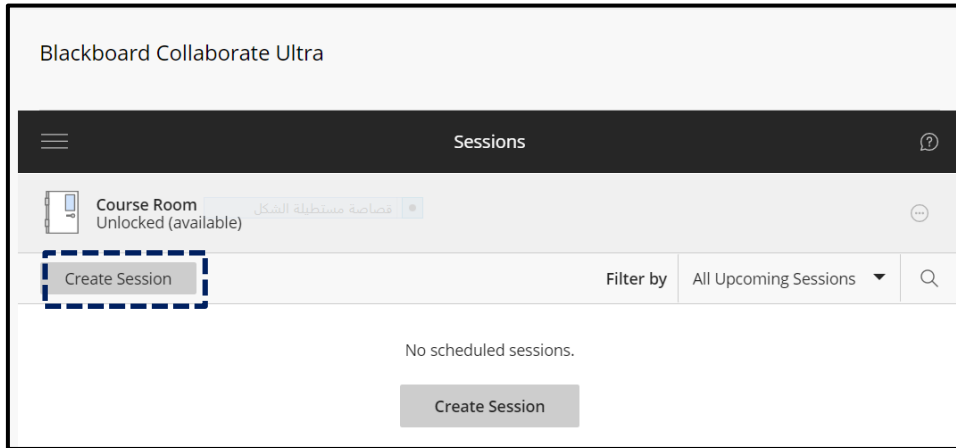 Blackboard Collaborate Ultra
Sessions
Course Room
قصاصة مستطيلة الشكل
Unlocked (available)
Create Session
Filter by
All Upcoming Sessions
No scheduled sessions.
Create Session